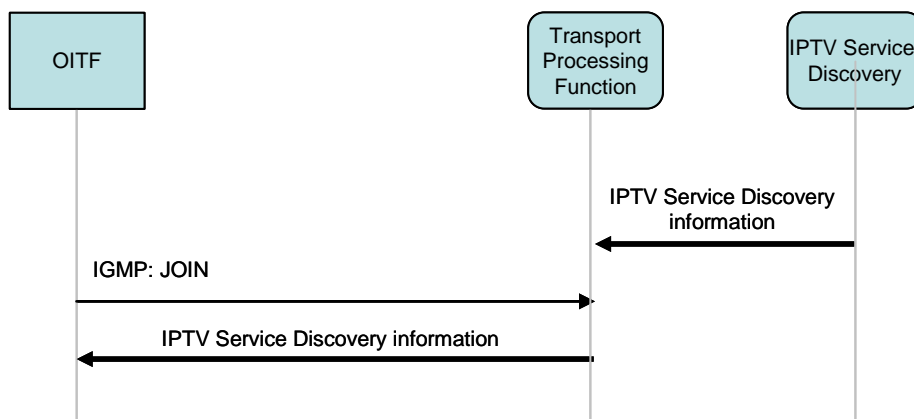 OITF
Transport
Processing
Function
IPTV Service
Discovery
IPTV Service Discovery
information
IGMP: JOIN
IPTV Service Discovery information